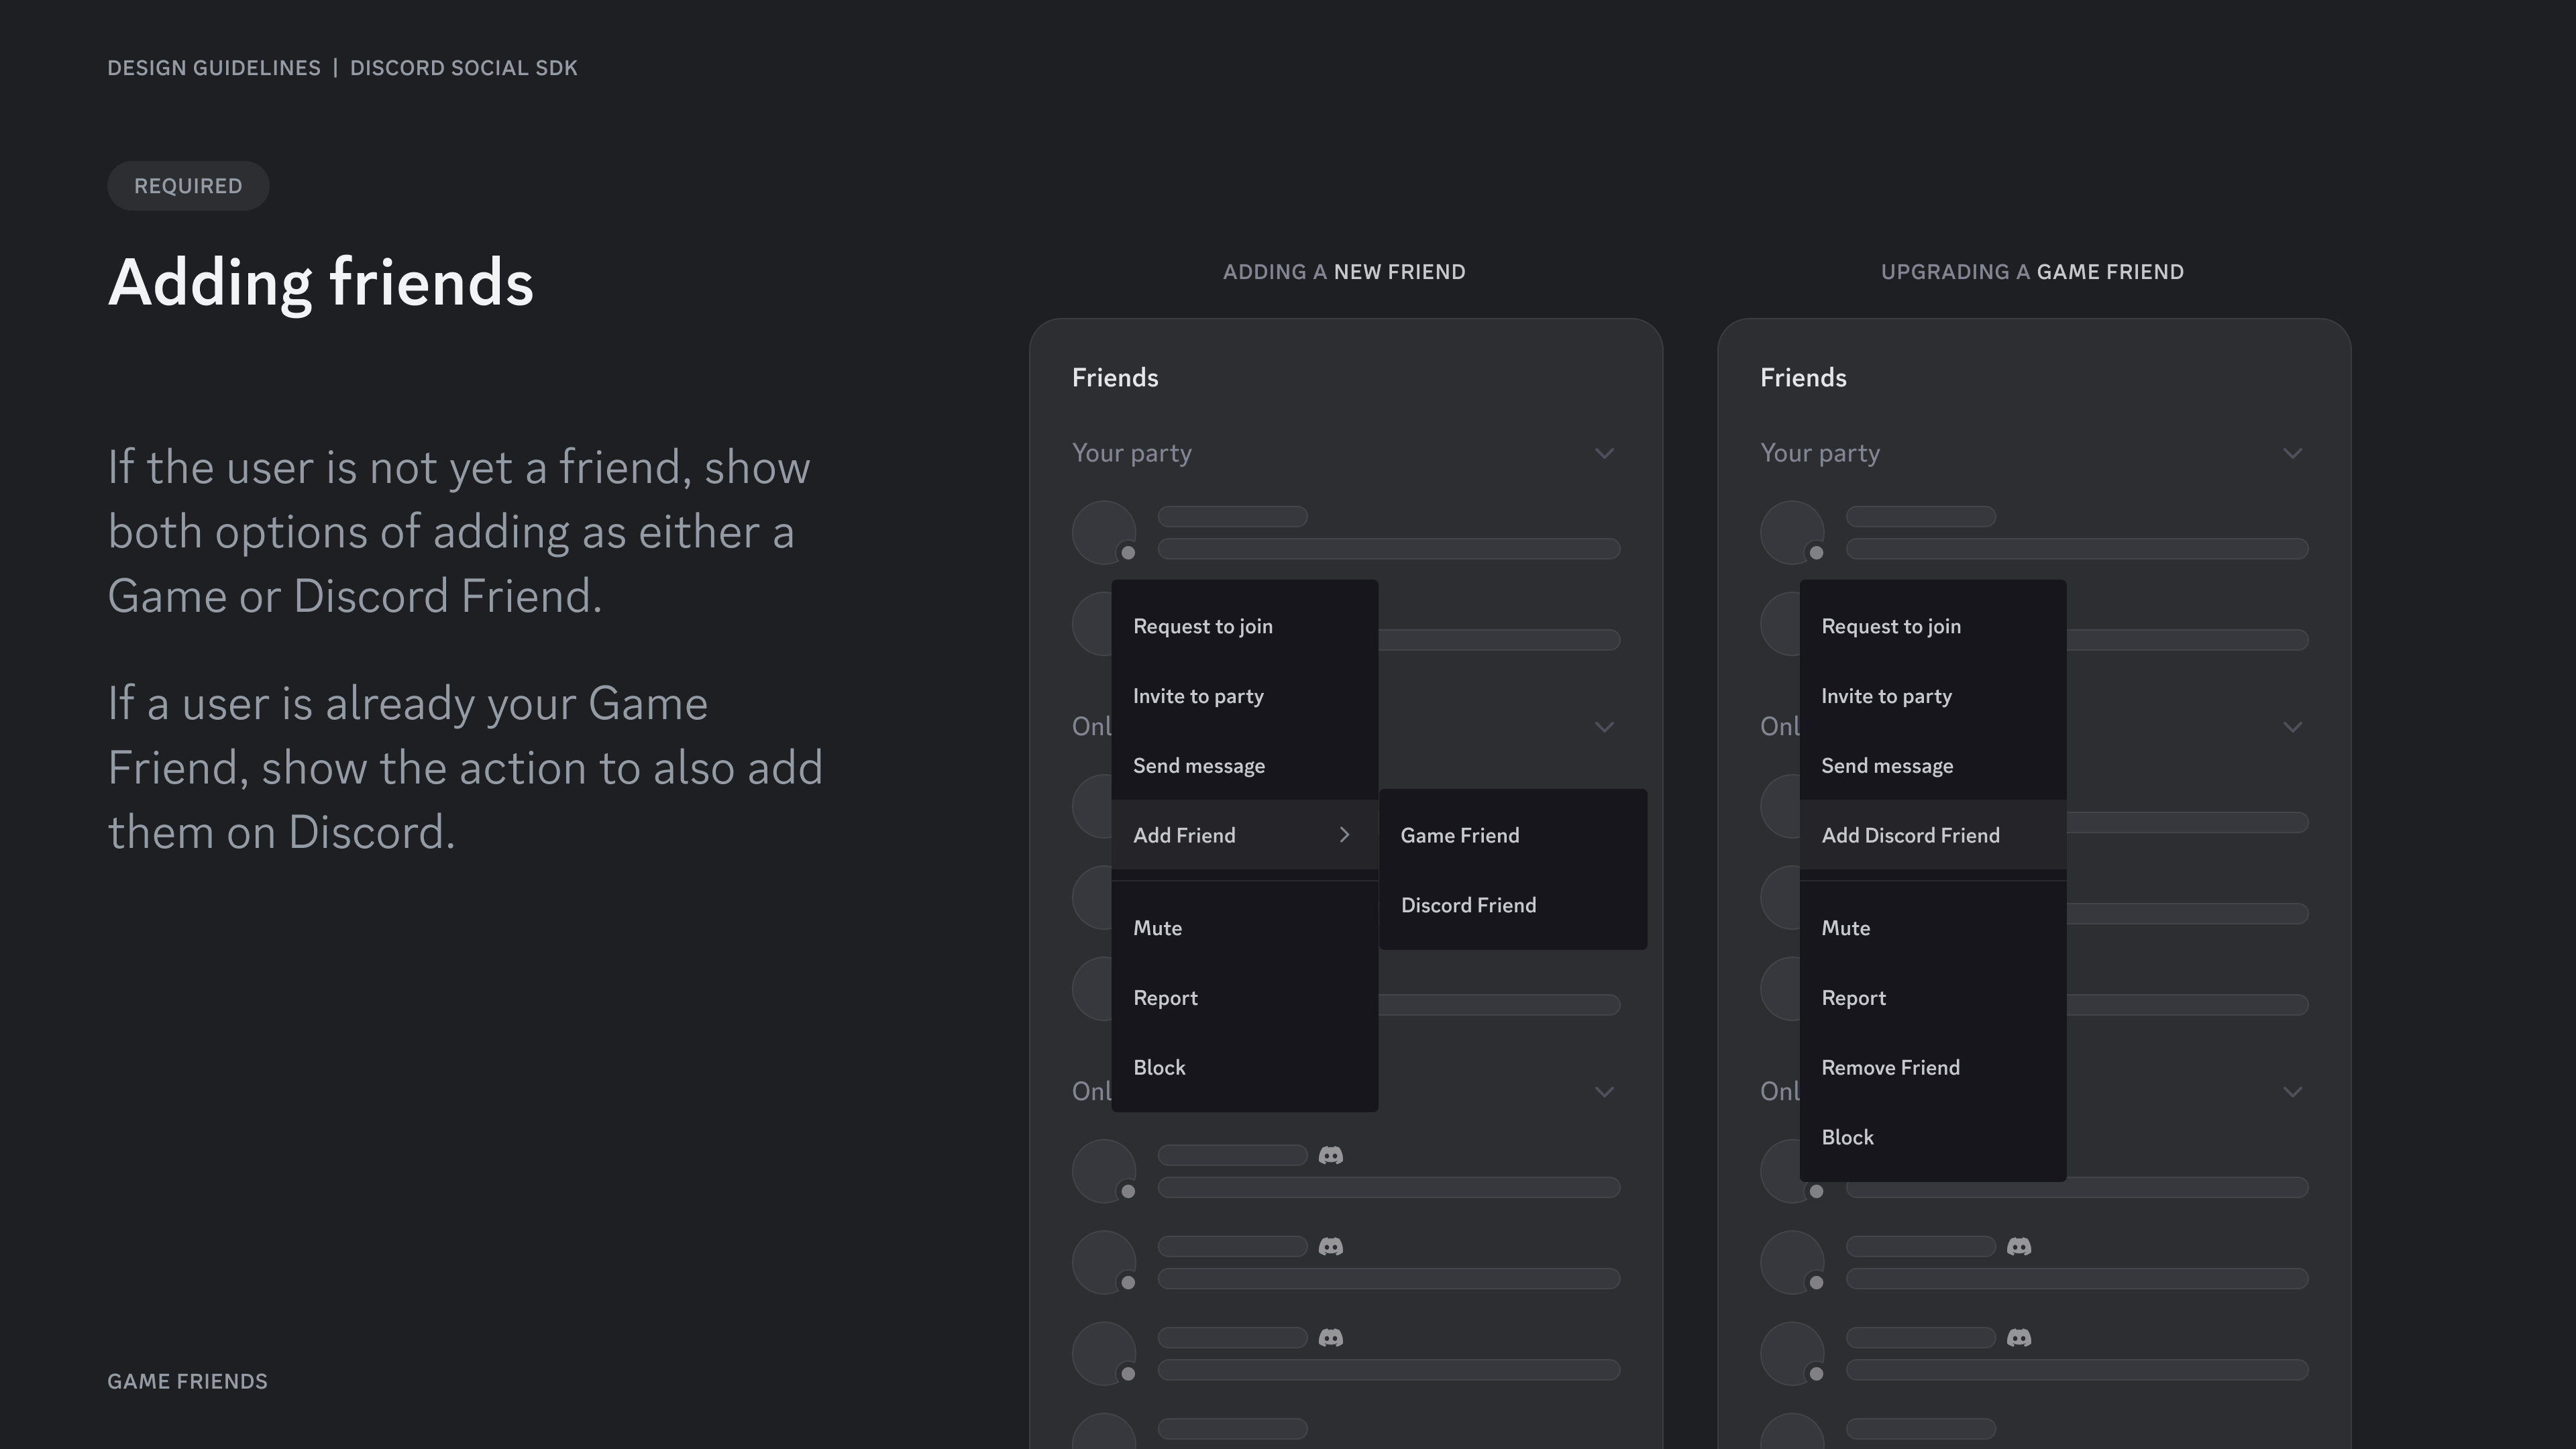 DESIGN GUIDELINES | DISCORD SOCIAL SDK
REQUIRED
Adding friends
If the user is not yet a friend, show
both options of adding as either a
Game or Discord Friend.
If a user is already your Game
Friend, show the action to also add
them on Discord.
GAME FRIENDS
ADDING A NEW FRIEND
Friends
Your party
Request to join
Invite to party
Onl
Send message
Add Friend
Game Friend
Discord Friend
Mute
Report
Block
Onl
UPGRADING A GAME FRIEND
Friends
Your party
Request to join
Invite to party
Onl
Send message
Add Discord Friend
Mute
Report
Remove Friend
Onl
Block